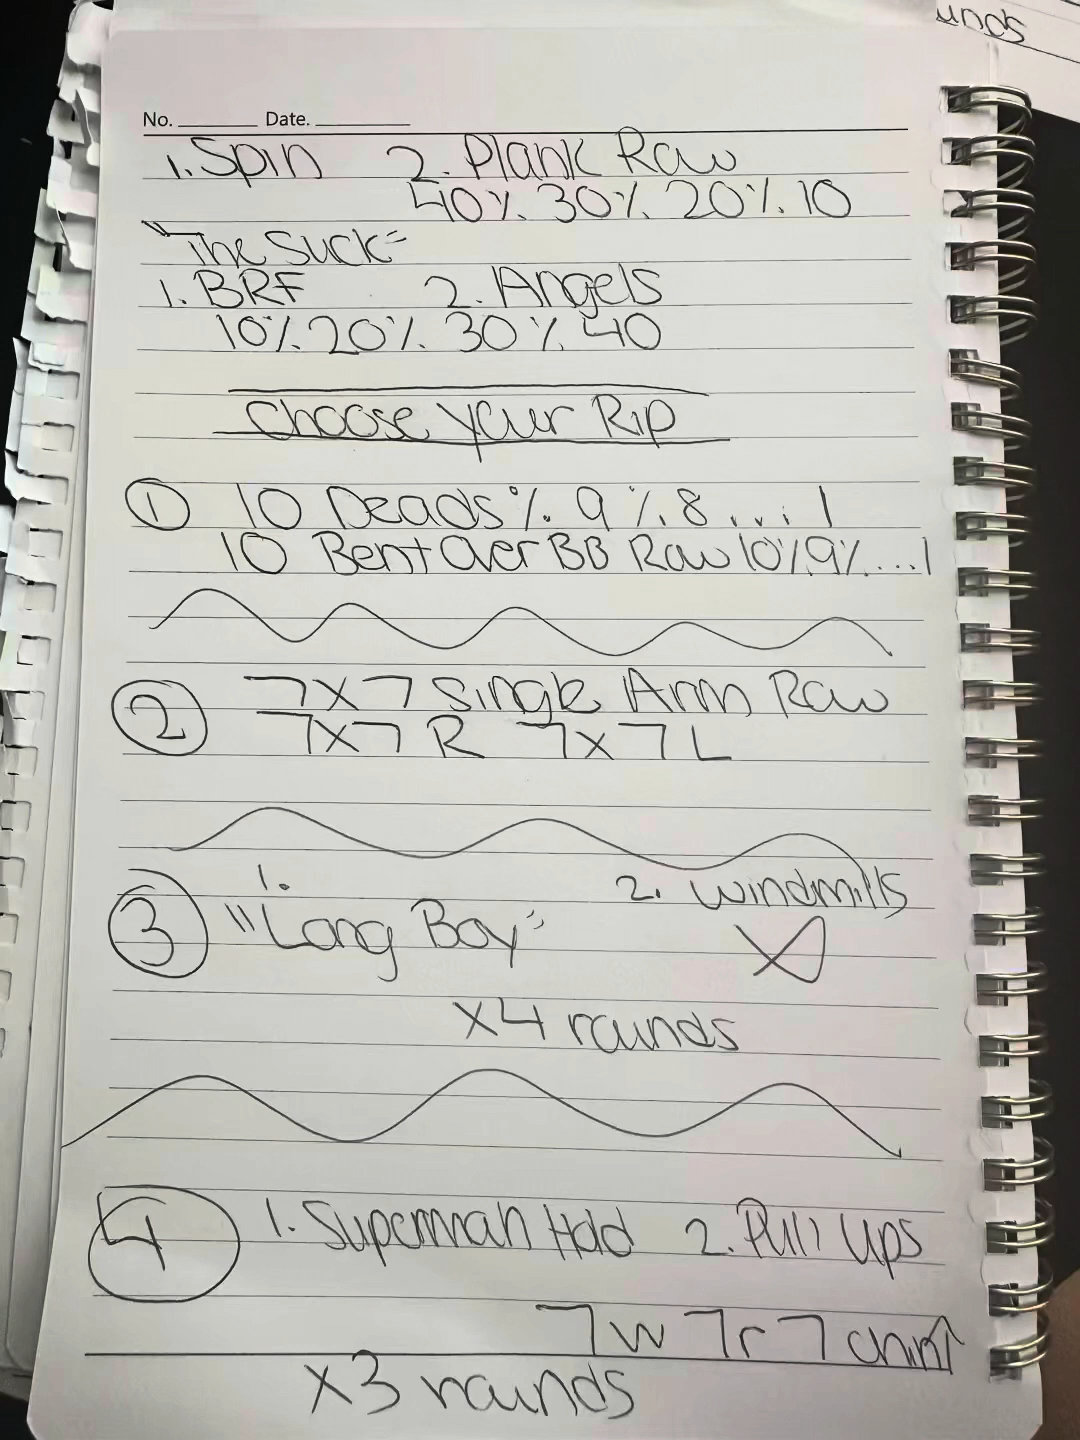 unds
No. Date.
1. Spin 2. Plank Row
40 ٪ 30 ٪ 20 ٪ 10
"The Suck"
1. BRF 2. Angels
10 ٪ 20 ٪ 30 ٪ 40
Choose your Rip
① 10 Deads ٪ 9 ٪ 8 ... 1
10 Bent Over BB Row 10 ٪ 9 ٪ ... 1
② 7x7 Single Arm Row
7x7 R 7x7 L
③ 1. "Long Boy" 2. Windmills
x4 rounds
④ 1. Superman Hold 2. Pull Ups
7w 7r 7 chin↑
x3 rounds